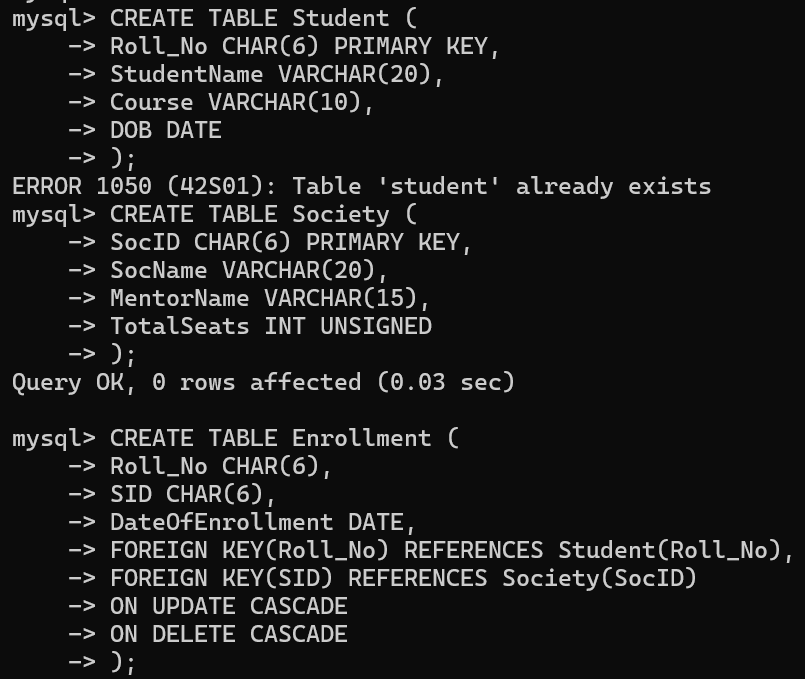 mysql> CREATE TABLE Student (
    -> Roll_No CHAR(6) PRIMARY KEY,
    -> StudentName VARCHAR(20),
    -> Course VARCHAR(10),
    -> DOB DATE
    -> );
ERROR 1050 (42S01): Table 'student' already exists
mysql> CREATE TABLE Society (
    -> SocID CHAR(6) PRIMARY KEY,
    -> SocName VARCHAR(20),
    -> MentorName VARCHAR(15),
    -> TotalSeats INT UNSIGNED
    -> );
Query OK, 0 rows affected (0.03 sec)

mysql> CREATE TABLE Enrollment (
    -> Roll_No CHAR(6),
    -> SID CHAR(6),
    -> DateOfEnrollment DATE,
    -> FOREIGN KEY(Roll_No) REFERENCES Student(Roll_No),
    -> FOREIGN KEY(SID) REFERENCES Society(SocID)
    -> ON UPDATE CASCADE
    -> ON DELETE CASCADE
    -> );